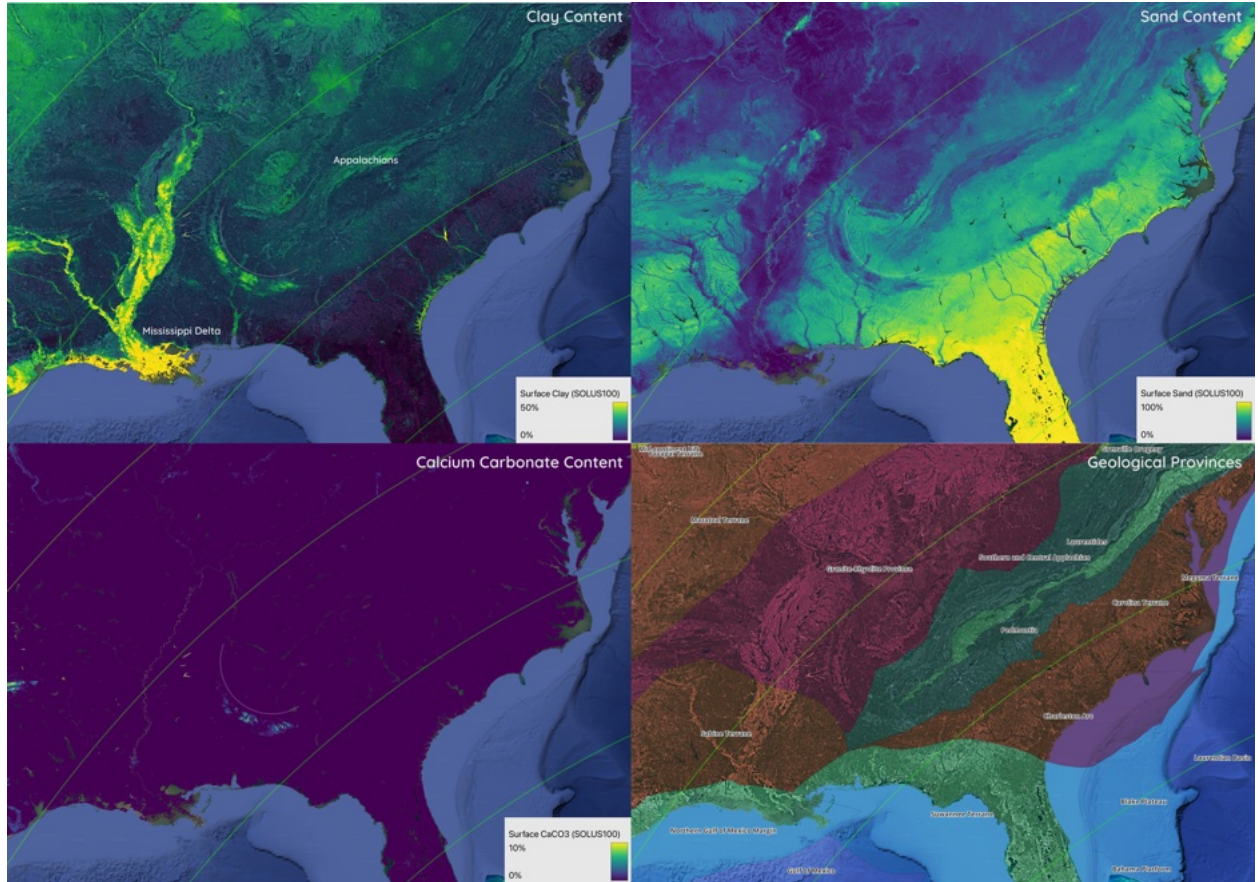 Clay Content
Appalachians
Mississippi Delta
Surface Clay (SOLUS100)
50%
0%
Sand Content
Surface Sand (SOLUS100)
100%
0%
Calcium Carbonate Content
Surface CaCO3 (SOLUS100)
10%
0%
Geological Provinces
Grenville Orogeny
Mazatzal Terrane
Laurentides
Southern and Central Applachian
Granite-Rhyolite Province
Meguma Terrane
Carolina Terrane
Piedmontia
Charleston Arc
Sabine Terrane
Laurentian Basin
Blake Plateau
Suwannee Terrane
Northern Gulf of Mexico Margin
Gulf of Mexico
Bahama Platform